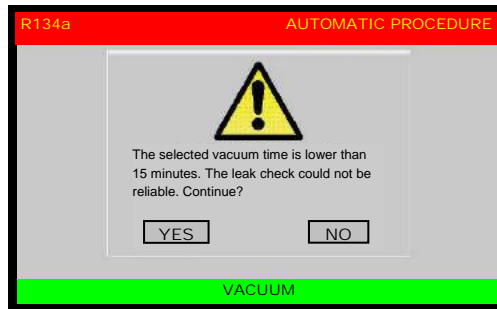 R134a AUTOMATIC PROCEDURE
The selected vacuum time is lower than
15 minutes. The leak check could not be
reliable. Continue?
YES NO
VACUUM